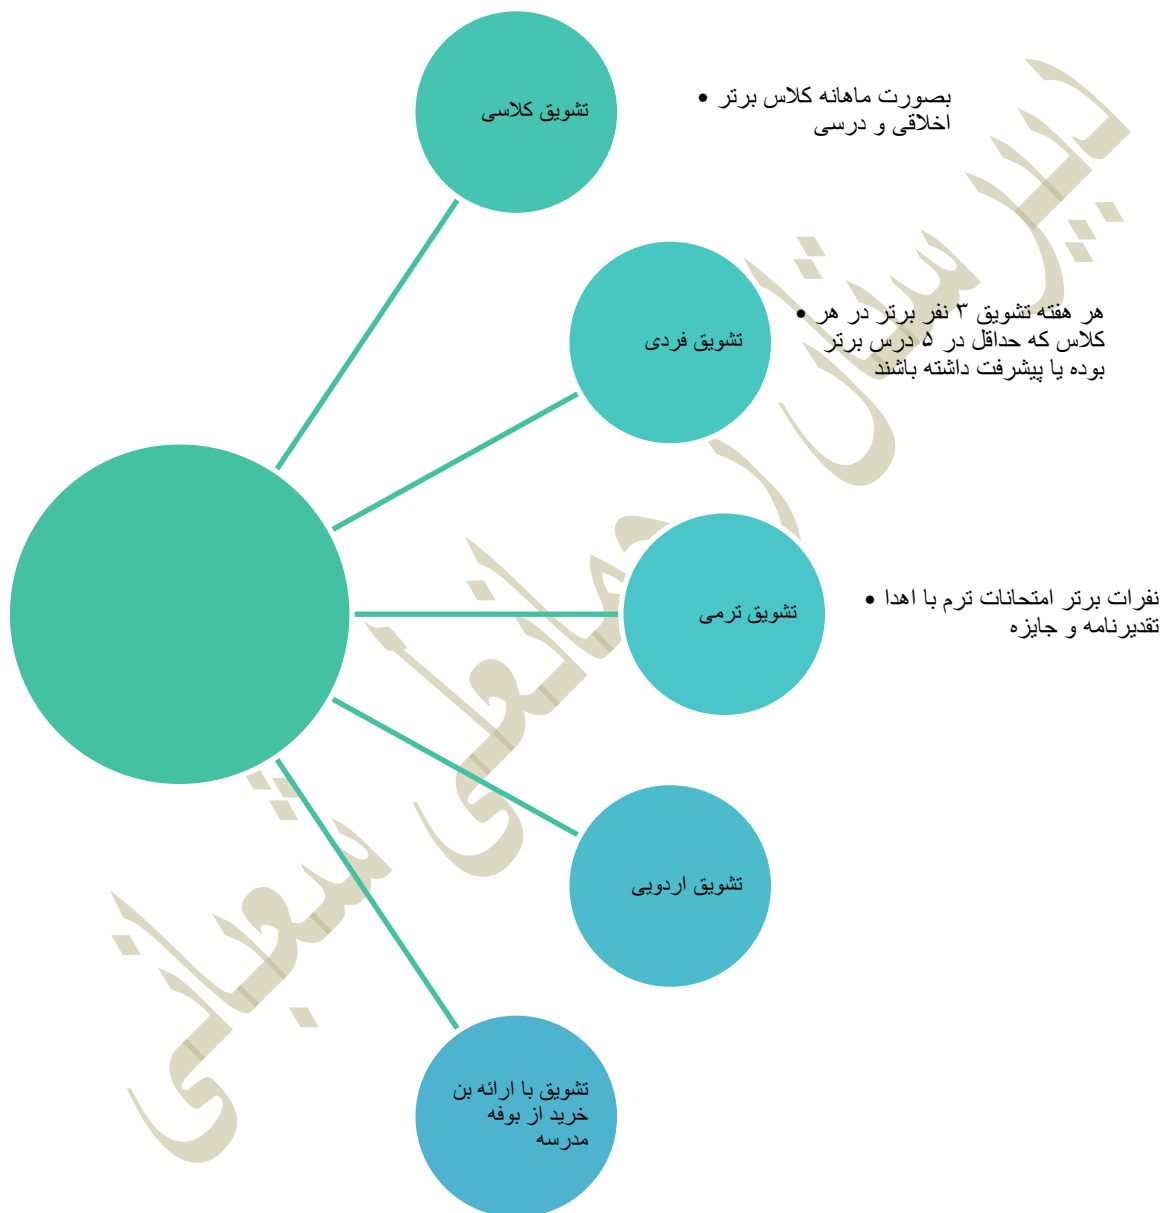 تشویق کلاسی
• بصورت ماهانه کلاس برتر
اخلاقی و درسی
تشویق فردی
• هر هفته تشویق ۳ نفر برتر در هر
کلاس که حداقل در ۵ درس برتر
بوده یا پیشرفت داشته باشند
تشویق ترمی
• نفرات برتر امتحانات ترم با اهدا
تقدیرنامه و جایزه
تشویق اردویی
تشویق با ارائه بن
خرید از بوفه
مدرسه
دبیرستان رمضانعلی شعبانی